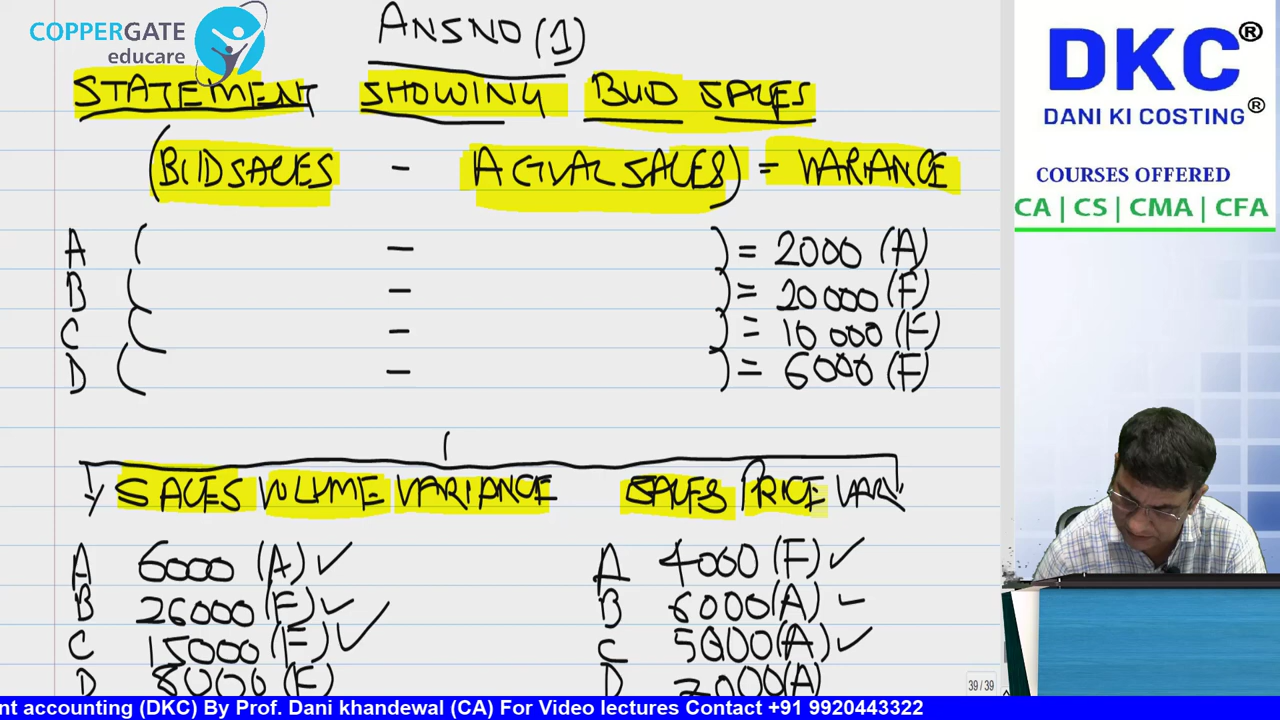 COPPERGATE
educare
ANSNO (1)
STATEMENT SHOWING BUD SALES
(BUDSALES - ACTUAL SALES) = VARIANCE
A ( - ) = 2000 (A)
B ( - ) = 20000 (F)
C ( - ) = 10000 (F)
D ( - ) = 6000 (F)
SALES VOLUME VARIANCE SALES PRICE VAR
A 6000 (A) ✓ A 4000 (F) ✓
B 26000 (F) ✓ B 6000 (A) ✓
C 15000 (F) ✓ C 5000 (A) ✓
D 8000 (F) D 2000 (A)
39 / 39
DKC®
DANI KI COSTING®
COURSES OFFERED
CA | CS | CMA | CFA
nt accounting (DKC) By Prof. Dani khandewal (CA) For Video lectures Contact +91 9920443322